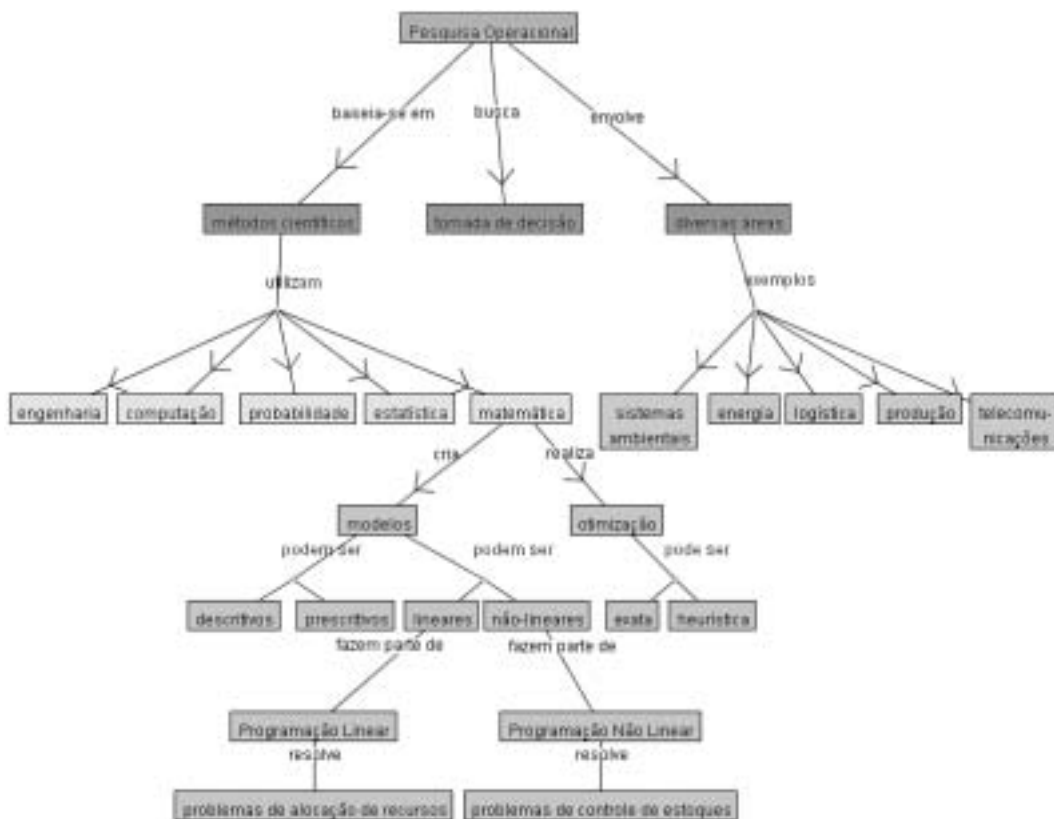 Pesquisa Operacional
baseia-se em
busca
envolve
métodos científicos
tomada de decisão
diversas áreas
utilizam
exemplos
engenharia
computação
probabilidade
estatística
matemática
sistemas
ambientais
energia
logística
produção
telecomu-
nicações
cria
realiza
modelos
otimização
podem ser
podem ser
pode ser
descritivos
prescritivos
lineares
não-lineares
exata
heurística
fazem parte de
fazem parte de
Programação Linear
Programação Não Linear
resolve
resolve
problemas de alocação de recursos
problemas de controle de estoques